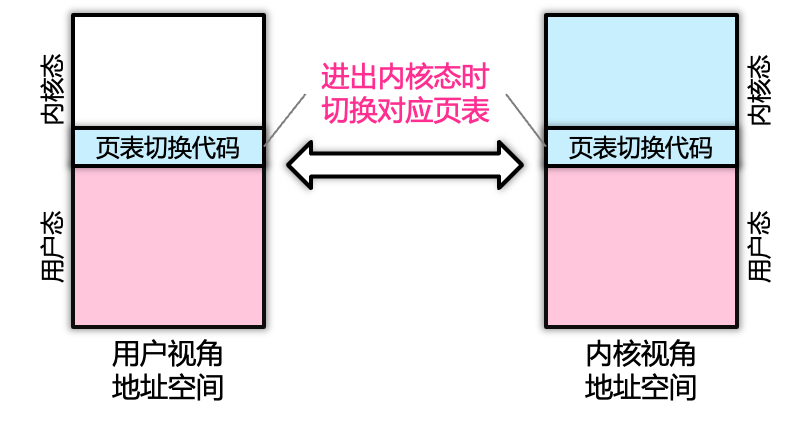 内核态
用户态
页表切换代码
用户视角
地址空间
进出内核态时
切换对应页表
内核态
用户态
页表切换代码
内核视角
地址空间